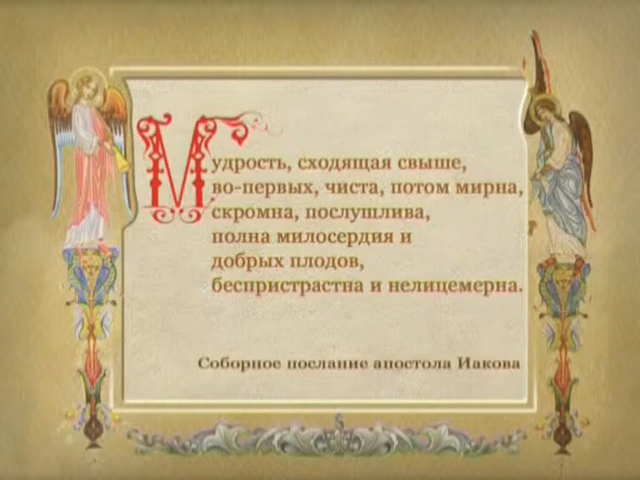 Мудрость, сходящая свыше,
во-первых, чиста, потом мирна,
скромна, послушлива,
полна милосердия и
добрых плодов,
беспристрастна и нелицемерна.
Соборное послание апостола Иакова